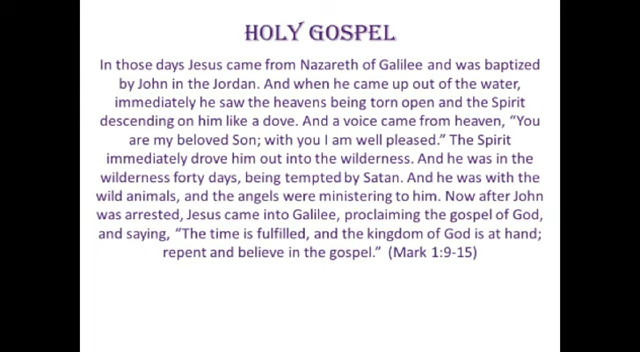 HOLY GOSPEL
In those days Jesus came from Nazareth of Galilee and was baptized
by John in the Jordan. And when he came up out of the water,
immediately he saw the heavens being torn open and the Spirit
descending on him like a dove. And a voice came from heaven, “You
are my beloved Son; with you I am well pleased.” The Spirit
immediately drove him out into the wilderness. And he was in the
wilderness forty days, being tempted by Satan. And he was with the
wild animals, and the angels were ministering to him. Now after John
was arrested, Jesus came into Galilee, proclaiming the gospel of God,
and saying, “The time is fulfilled, and the kingdom of God is at hand;
repent and believe in the gospel.” (Mark 1:9-15)